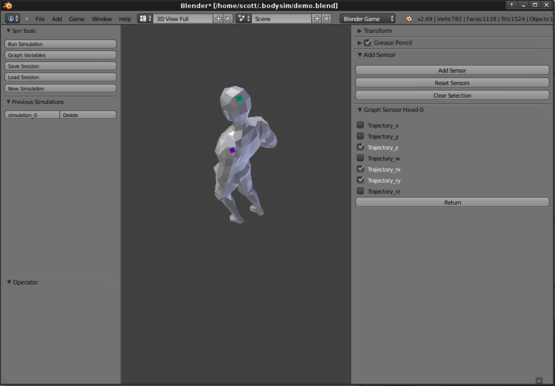 Blender* [/home/scott/.bodysim/demo.blend]
File Add Window Help 3D View Full Scene Blender Game v2.69 | Verts:782 | Faces:1138 | Tris:1524 | Objects:1
Sim Tools
Run Simulation
Graph Variables
Save Session
Load Session
New Simulation
Previous Simulations
simulation_0 Delete
Operator
Transform
Grease Pencil
Add Sensor
Add Sensor
Reset Sensors
Clear Selection
Graph Sensor Head-0
Trajectory_x
Trajectory_y
Trajectory_z
Trajectory_w
Trajectory_rx
Trajectory_ry
Trajectory_rz
Return